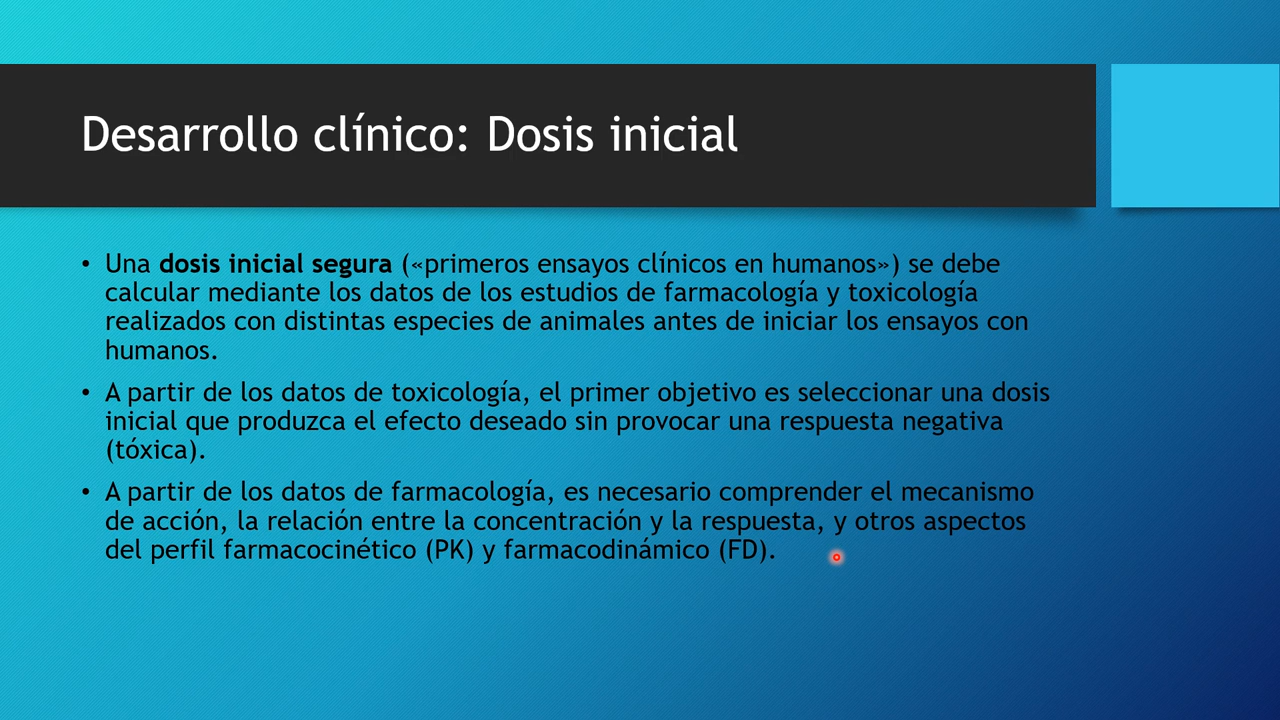 Desarrollo clínico: Dosis inicial
• Una dosis inicial segura («primeros ensayos clínicos en humanos») se debe
calcular mediante los datos de los estudios de farmacología y toxicología
realizados con distintas especies de animales antes de iniciar los ensayos con
humanos.
• A partir de los datos de toxicología, el primer objetivo es seleccionar una dosis
inicial que produzca el efecto deseado sin provocar una respuesta negativa
(tóxica).
• A partir de los datos de farmacología, es necesario comprender el mecanismo
de acción, la relación entre la concentración y la respuesta, y otros aspectos
del perfil farmacocinético (PK) y farmacodinámico (FD).